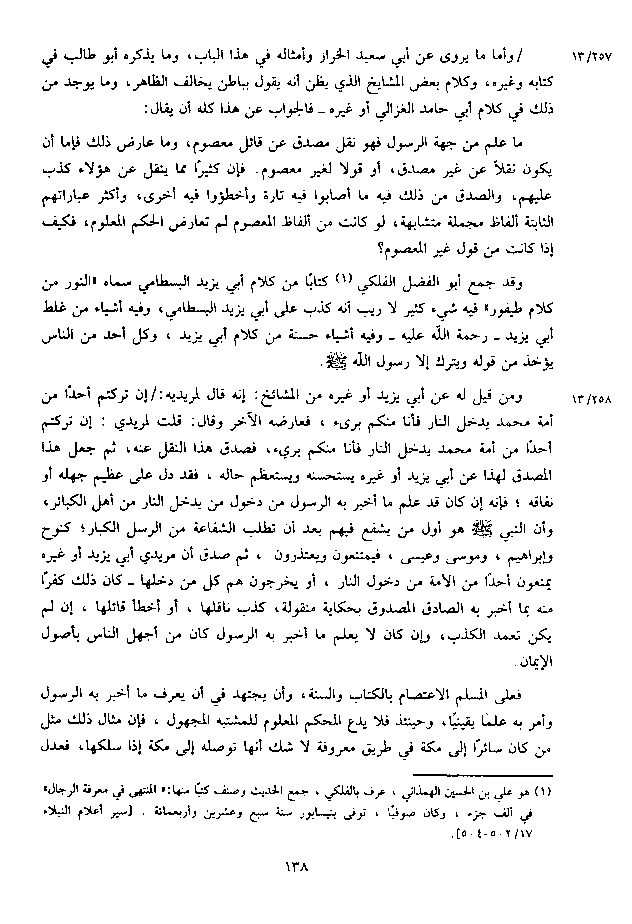 ١٣/٢٥٧ / وأما ما يروى عن أبي سعيد الخراز وأمثاله في هذا الباب، وما يذكره أبو طالب في
كتابه وغيره، وكلام بعض المشايخ الذي يظن أنه يقول بباطن يخالف الظاهر، وما يوجد من
ذلك في كلام أبي حامد الغزالي أو غيره ـ فالجواب عن هذا كله أن يقال:
ما علم من جهة الرسول فهو نقل مصدق عن قائل معصوم، وما عارض ذلك فإما أن
يكون نقلاً عن غير مصدق، أو قولا لغير معصوم. فإن كثيرًا مما ينقل عن هؤلاء كذب
عليهم، والصدق من ذلك فيه ما أصابوا فيه تارة وأخطؤوا فيه أخرى، وأكثر عباراتهم
الثابتة ألفاظ مجملة متشابهة، لو كانت من ألفاظ المعصوم لم تعارض الحكم المعلوم، فكيف
إذا كانت من قول غير المعصوم؟
وقد جمع أبو الفضل الفلكي (١) كتابًا من كلام أبي يزيد البسطامي سماه «النور من
كلام طيفور» فيه شيء كثير لا ريب أنه كذب على أبي يزيد البسطامي، وفيه أشياء من غلط
أبي يزيد ـ رحمة الله عليه ـ وفيه أشياء حسنة من كلام أبي يزيد ، وكل أحد من الناس
يؤخذ من قوله ويترك إلا رسول الله ﷺ.
١٣/٢٥٨ ومن قيل له عن أبي يزيد أو غيره من المشائخ: إنه قال لمريديه:/إن تركتم أحدًا من
أمة محمد يدخل النار فأنا منكم بريء ، فعارضه الآخر وقال: قلت لمريدي : إن تركتم
أحدًا من أمة محمد يدخل النار فأنا منكم بريء، فصدق هذا النقل عنه، ثم جعل هذا
المصدق لهذا عن أبي يزيد أو غيره يستحسنه ويستعظم حاله ، فقد دل على عظيم جهله أو
نفاقه ؛ فإنه إن كان قد علم ما أخبر به الرسول من دخول من يدخل النار من أهل الكبائر،
وأن النبي ﷺ هو أول من يشفع فيهم بعد أن تطلب الشفاعة من الرسل الكبار؛ كنوح
وإبراهيم ، وموسى وعيسى ، فيمتنعون ويعتذرون ، ثم صدق أن مريدي أبي يزيد أو غيره
يمنعون أحدًا من الأمة من دخول النار ، أو يخرجون هم كل من دخلها ـ كان ذلك كفرًا
منه بما أخبر به الصادق المصدوق بحكاية منقولة، كذب ناقلها ، أو أخطأ قائلها ، إن لم
يكن تعمد الكذب، وإن كان لا يعلم ما أخبر به الرسول كان من أجهل الناس بأصول
الإيمان.
فعلى المسلم الاعتصام بالكتاب والسنة، وأن يجتهد في أن يعرف ما أخبر به الرسول
وأمر به علمًا يقينيًا، وحينئذ فلا يدع المحكم المعلوم للمشتبه المجهول ، فإن مثال ذلك مثل
من كان سائرًا إلى مكة في طريق معروفة لا شك أنها توصله إلى مكة إذا سلكها، فعدل
(١) هو علي بن الحسين الهمذاني ، عرف بالفلكي ، جمع الحديث وصنف كتبًا منها:« المنتهى في معرفة الرجال»
في ألف جزء ، وكان صوفيًا ، توفى بنيسابور سنة سبع وعشرين وأربعمائة . [سير أعلام النبلاء
١٧/٥٠٢-٥٠٤].
١٣٨